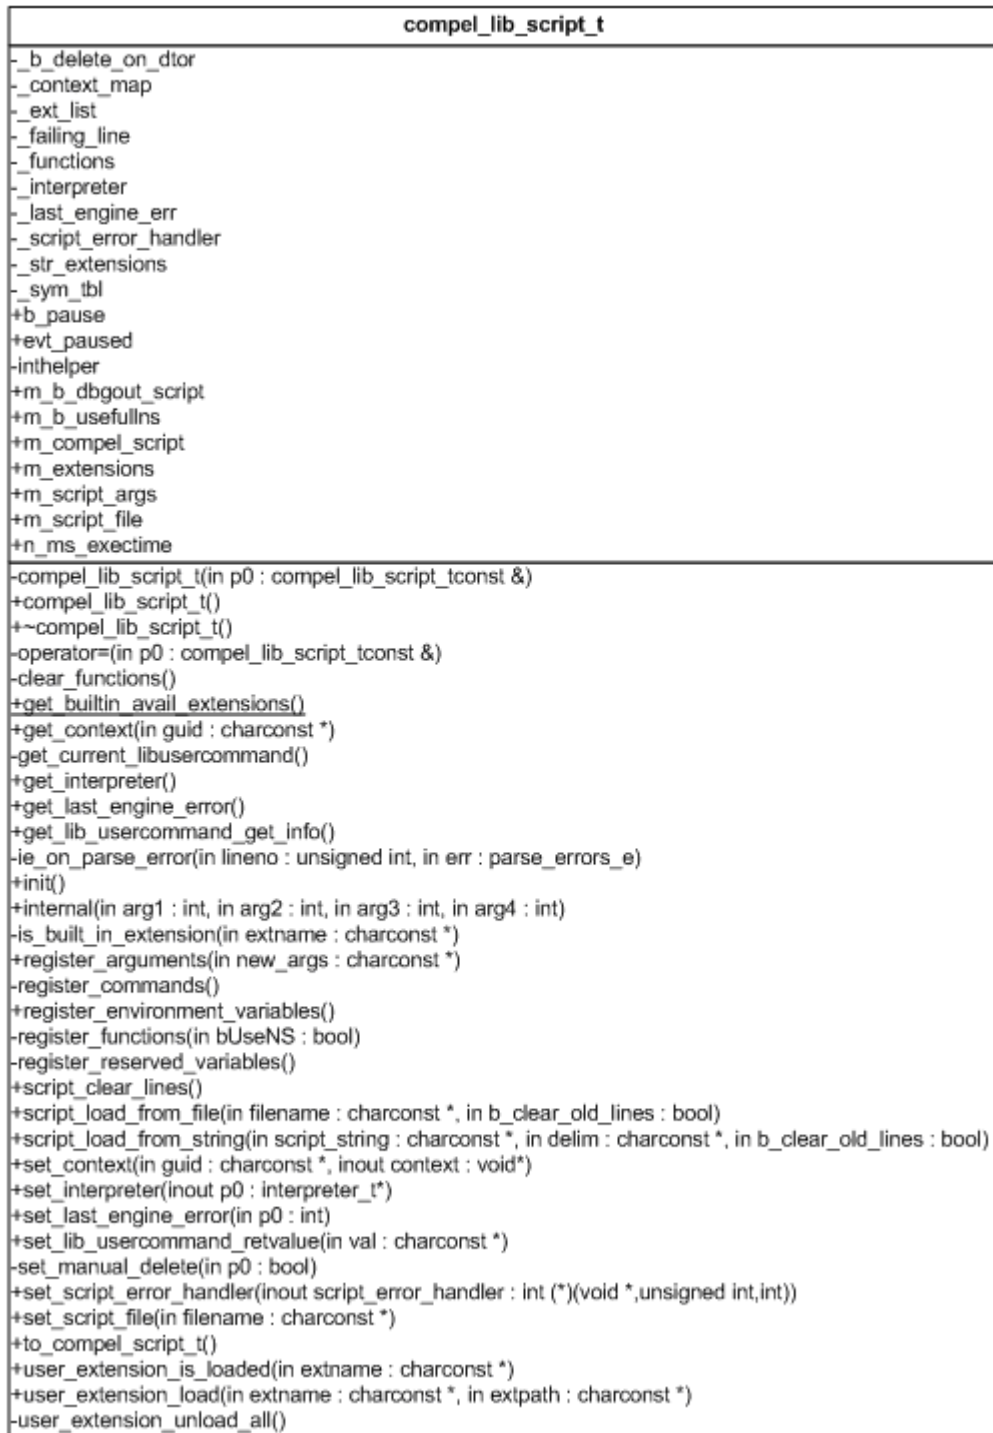 compel_lib_script_t
-_b_delete_on_dtor
-_context_map
-_ext_list
-_failing_line
-_functions
-_interpreter
-_last_engine_err
-_script_error_handler
-_str_extensions
-_sym_tbl
+b_pause
+evt_paused
-inthelper
+m_b_dbgout_script
+m_b_usefullns
+m_compel_script
+m_extensions
+m_script_args
+m_script_file
+n_ms_exectime
-compel_lib_script_t(in p0 : compel_lib_script_tconst &)
+compel_lib_script_t()
+~compel_lib_script_t()
-operator=(in p0 : compel_lib_script_tconst &)
-clear_functions()
+get_builtin_avail_extensions()
+get_context(in guid : charconst *)
-get_current_libusercommand()
+get_interpreter()
+get_last_engine_error()
+get_lib_usercommand_get_info()
-ie_on_parse_error(in lineno : unsigned int, in err : parse_errors_e)
+init()
+internal(in arg1 : int, in arg2 : int, in arg3 : int, in arg4 : int)
-is_built_in_extension(in extname : charconst *)
+register_arguments(in new_args : charconst *)
-register_commands()
+register_environment_variables()
-register_functions(in bUseNS : bool)
-register_reserved_variables()
+script_clear_lines()
+script_load_from_file(in filename : charconst *, in b_clear_old_lines : bool)
+script_load_from_string(in script_string : charconst *, in delim : charconst *, in b_clear_old_lines : bool)
+set_context(in guid : charconst *, inout context : void*)
+set_interpreter(inout p0 : interpreter_t*)
+set_last_engine_error(in p0 : int)
+set_lib_usercommand_retvalue(in val : charconst *)
-set_manual_delete(in p0 : bool)
+set_script_error_handler(inout script_error_handler : int (*)(void *,unsigned int,int))
+set_script_file(in filename : charconst *)
+to_compel_script_t()
+user_extension_is_loaded(in extname : charconst *)
+user_extension_load(in extname : charconst *, in extpath : charconst *)
-user_extension_unload_all()